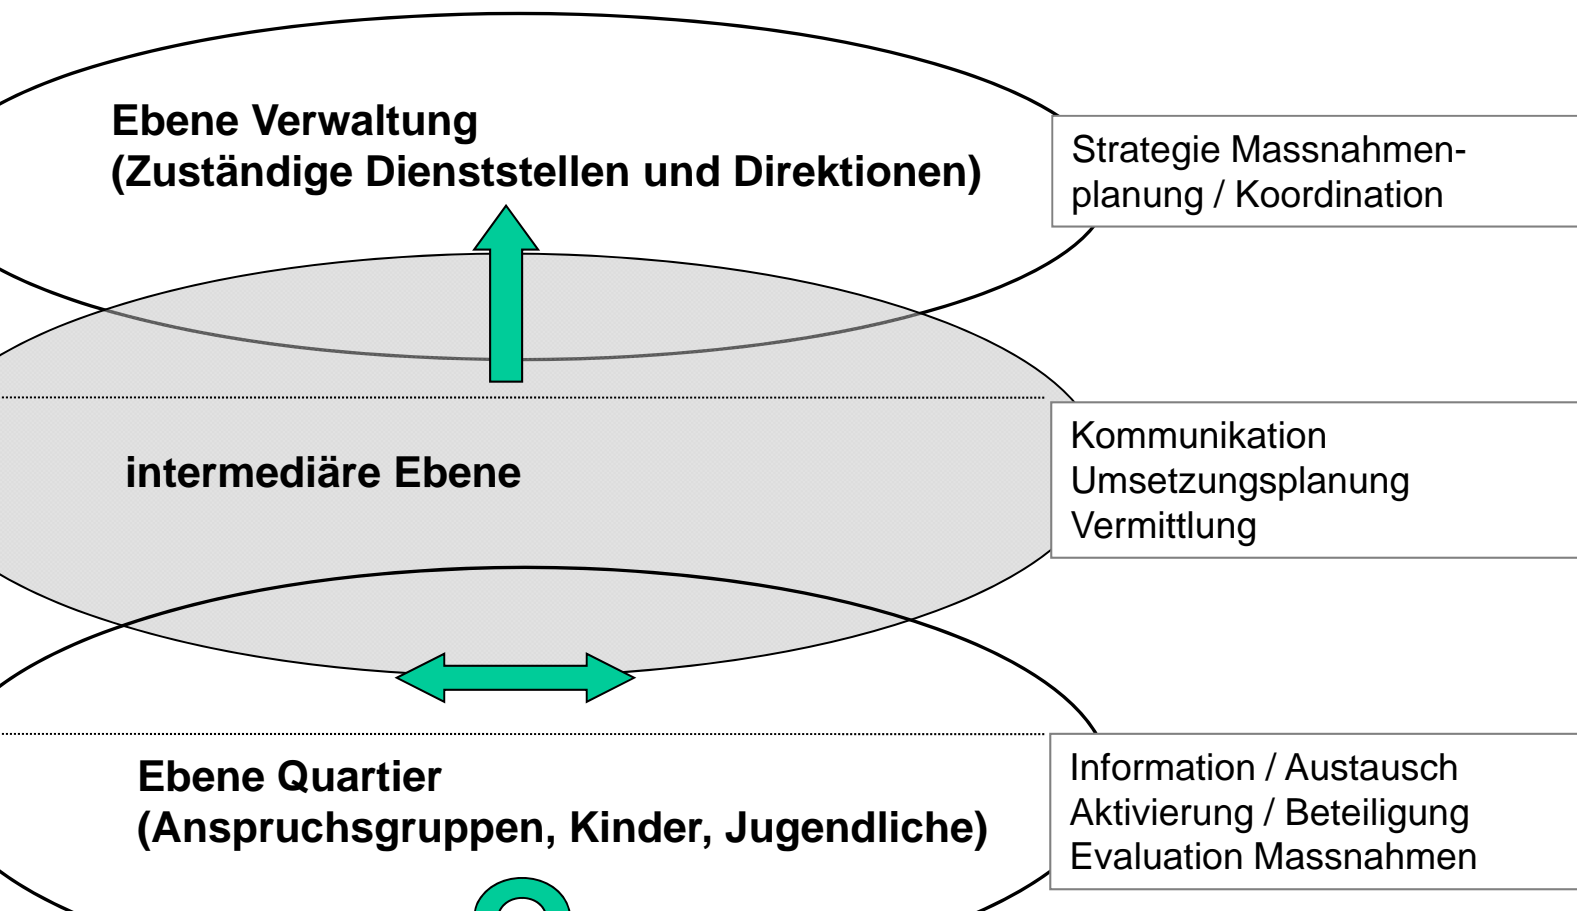 Ebene Verwaltung
(Zuständige Dienststellen und Direktionen)
Strategie Massnahmen-
planung / Koordination
intermediäre Ebene
Kommunikation
Umsetzungsplanung
Vermittlung
Ebene Quartier
(Anspruchsgruppen, Kinder, Jugendliche)
Information / Austausch
Aktivierung / Beteiligung
Evaluation Massnahmen